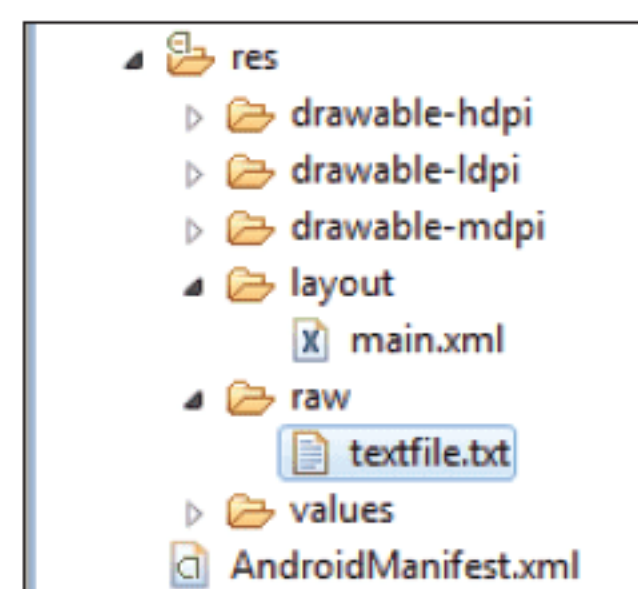 res
drawable-hdpi
drawable-ldpi
drawable-mdpi
layout
main.xml
raw
textfile.txt
values
AndroidManifest.xml